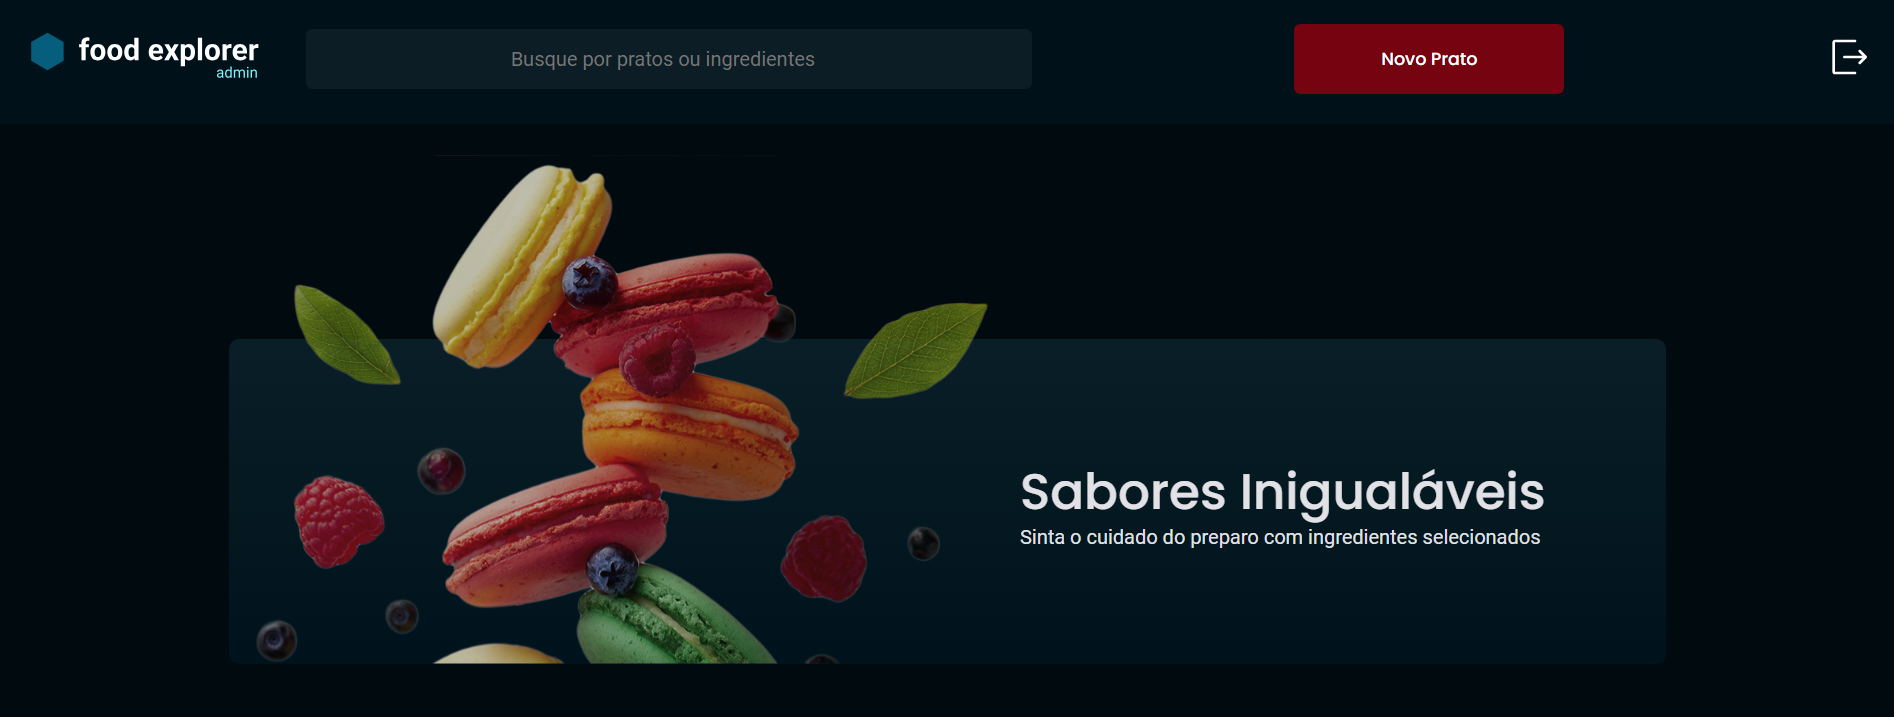 food explorer
admin
Busque por pratos ou ingredientes
Novo Prato
Sabores Inigualáveis
Sinta o cuidado do preparo com ingredientes selecionados